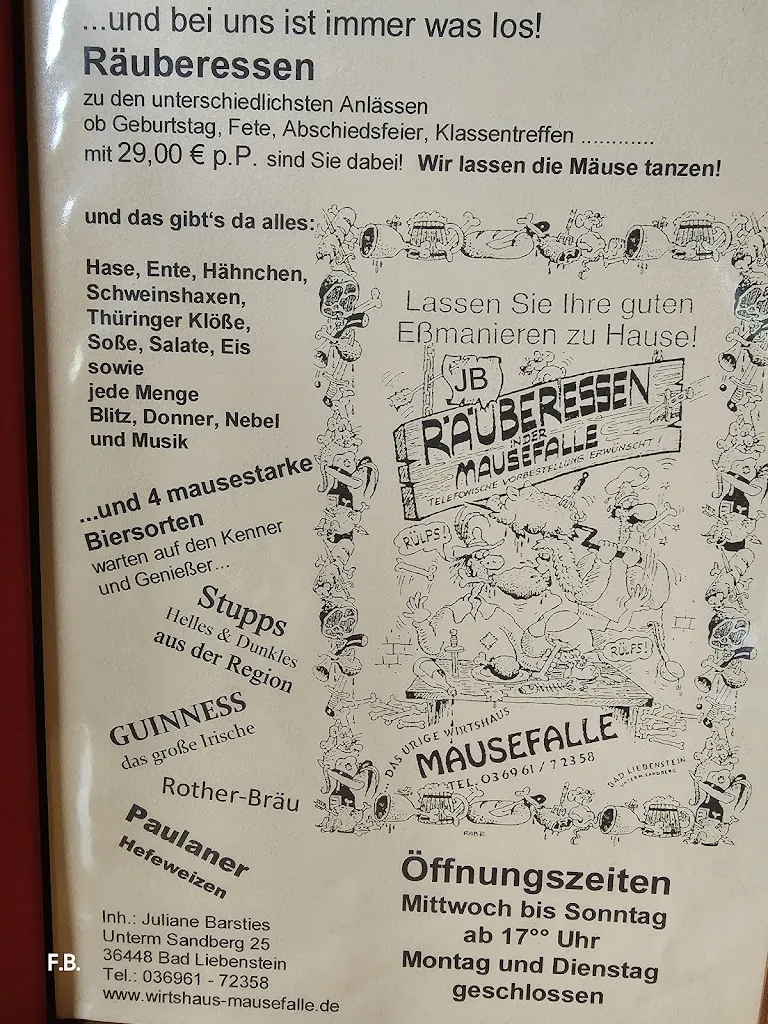 ...und bei uns ist immer was los!
Räuberessen
zu den unterschiedlichsten Anlässen
ob Geburtstag, Fete, Abschiedsfeier, Klassentreffen ............
mit 29,00 € p.P. sind Sie dabei! Wir lassen die Mäuse tanzen!
und das gibt's da alles:
Hase, Ente, Hähnchen,
Schweinshaxen,
Thüringer Klöße,
Soße, Salate, Eis
sowie
jede Menge
Blitz, Donner, Nebel
und Musik
...und 4 mausestarke
Biersorten
warten auf den Kenner
und Genießer...
Stupps
Helles & Dunkles
aus der Region
GUINNESS
das große Irische
Rother-Bräu
Paulaner
Hefeweizen
Inh.: Juliane Barsties
Unterm Sandberg 25
36448 Bad Liebenstein
Tel.: 036961 - 72358
www.wirtshaus-mausefalle.de
Lassen Sie Ihre guten
Eßmanieren zu Hause!
JB
RÄUBERESSEN
IN DER
MAUSEFALLE
TELEFONISCHE VORBESTELLUNG ERWÜNSCHT!
RÜLPS!
RÜLPS!
...DAS URIGE WIRTSHAUS
MAUSEFALLE
TEL. 036961/72358
BAD LIEBENSTEIN
UNTERM SANDBERG
RABE
Öffnungszeiten
Mittwoch bis Sonntag
ab 17°° Uhr
Montag und Dienstag
geschlossen
F.B.